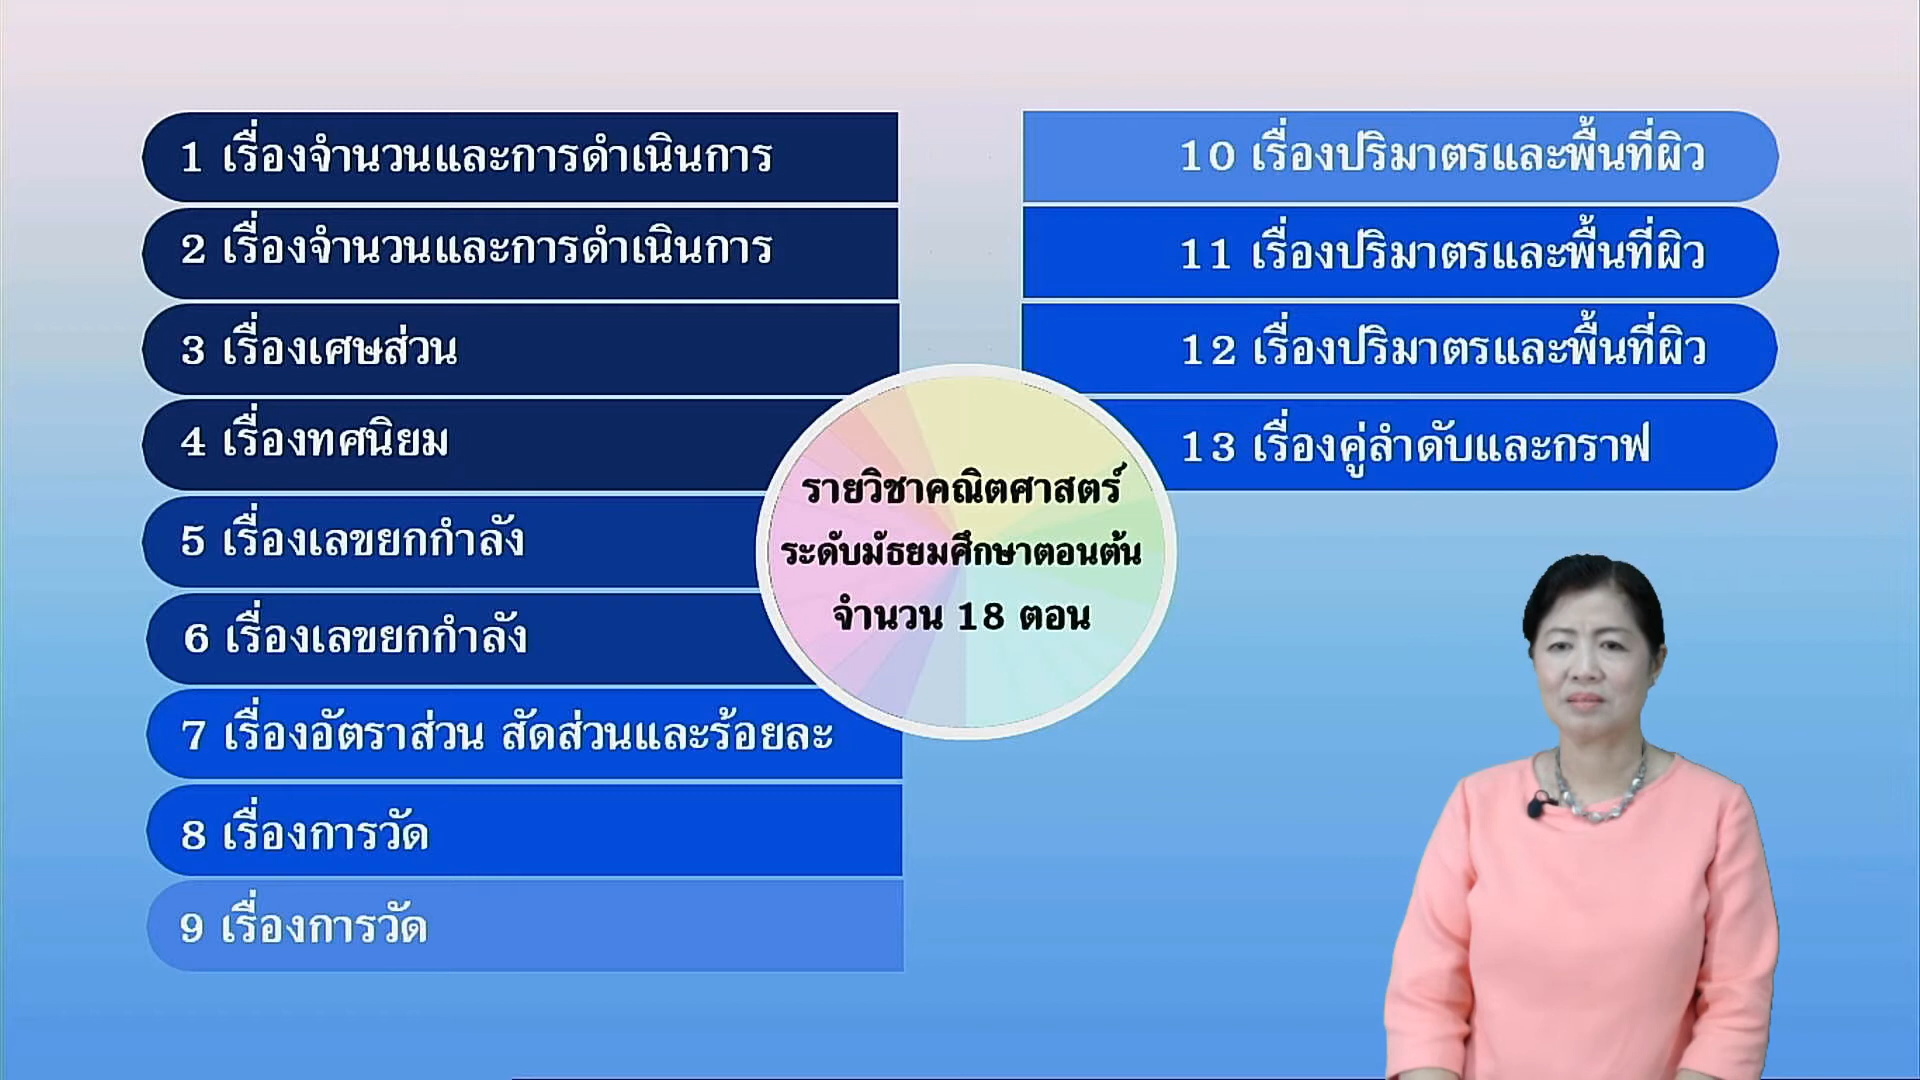 1 เรื่องจำนวนและการดำเนินการ
2 เรื่องจำนวนและการดำเนินการ
3 เรื่องเศษส่วน
4 เรื่องทศนิยม
5 เรื่องเลขยกกำลัง
6 เรื่องเลขยกกำลัง
7 เรื่องอัตราส่วน สัดส่วนและร้อยละ
8 เรื่องการวัด
9 เรื่องการวัด
รายวิชาคณิตศาสตร์
ระดับมัธยมศึกษาตอนต้น
จำนวน 18 ตอน
10 เรื่องปริมาตรและพื้นที่ผิว
11 เรื่องปริมาตรและพื้นที่ผิว
12 เรื่องปริมาตรและพื้นที่ผิว
13 เรื่องคู่ลำดับและกราฟ